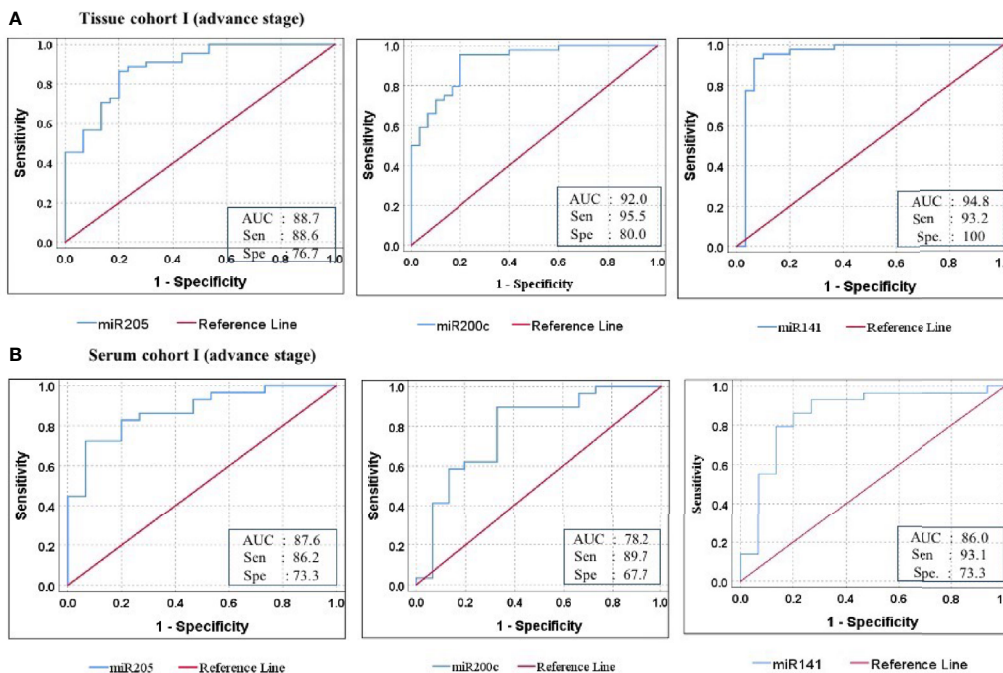 A
Tissue cohort I (advance stage)
Sensitivity
1.0
0.8
0.6
0.4
0.2
0.0
AUC : 88.7
Sen : 88.6
Spe : 76.7
0.0 0.2 0.4 0.6 0.8 1.0
1 - Specificity
miR205 Reference Line
Sensitivity
1.0
0.8
0.6
0.4
0.2
0.0
AUC : 92.0
Sen : 95.5
Spe : 80.0
0.0 0.2 0.4 0.6 0.8 1.0
1 - Specificity
miR200c Reference Line
Sensitivity
1.0
0.8
0.6
0.4
0.2
0.0
AUC : 94.8
Sen : 93.2
Spe. : 100
0.0 0.2 0.4 0.6 0.8 1.0
1 - Specificity
miR141 Reference Line
B
Serum cohort I (advance stage)
Sensitivity
1.0
0.8
0.6
0.4
0.2
0.0
AUC : 87.6
Sen : 86.2
Spe : 73.3
0.0 0.2 0.4 0.6 0.8 1.0
1 - Specificity
miR205 Reference Line
Sensitivity
1.0
0.8
0.6
0.4
0.2
0.0
AUC : 78.2
Sen : 89.7
Spe : 67.7
0.0 0.2 0.4 0.6 0.8 1.0
1 - Specificity
miR200c Reference Line
Sensitivity
1.0
0.8
0.6
0.4
0.2
0.0
AUC : 86.0
Sen : 93.1
Spe. : 73.3
0.0 0.2 0.4 0.6 0.8 1.0
1 - Specificity
miR141 Reference Line